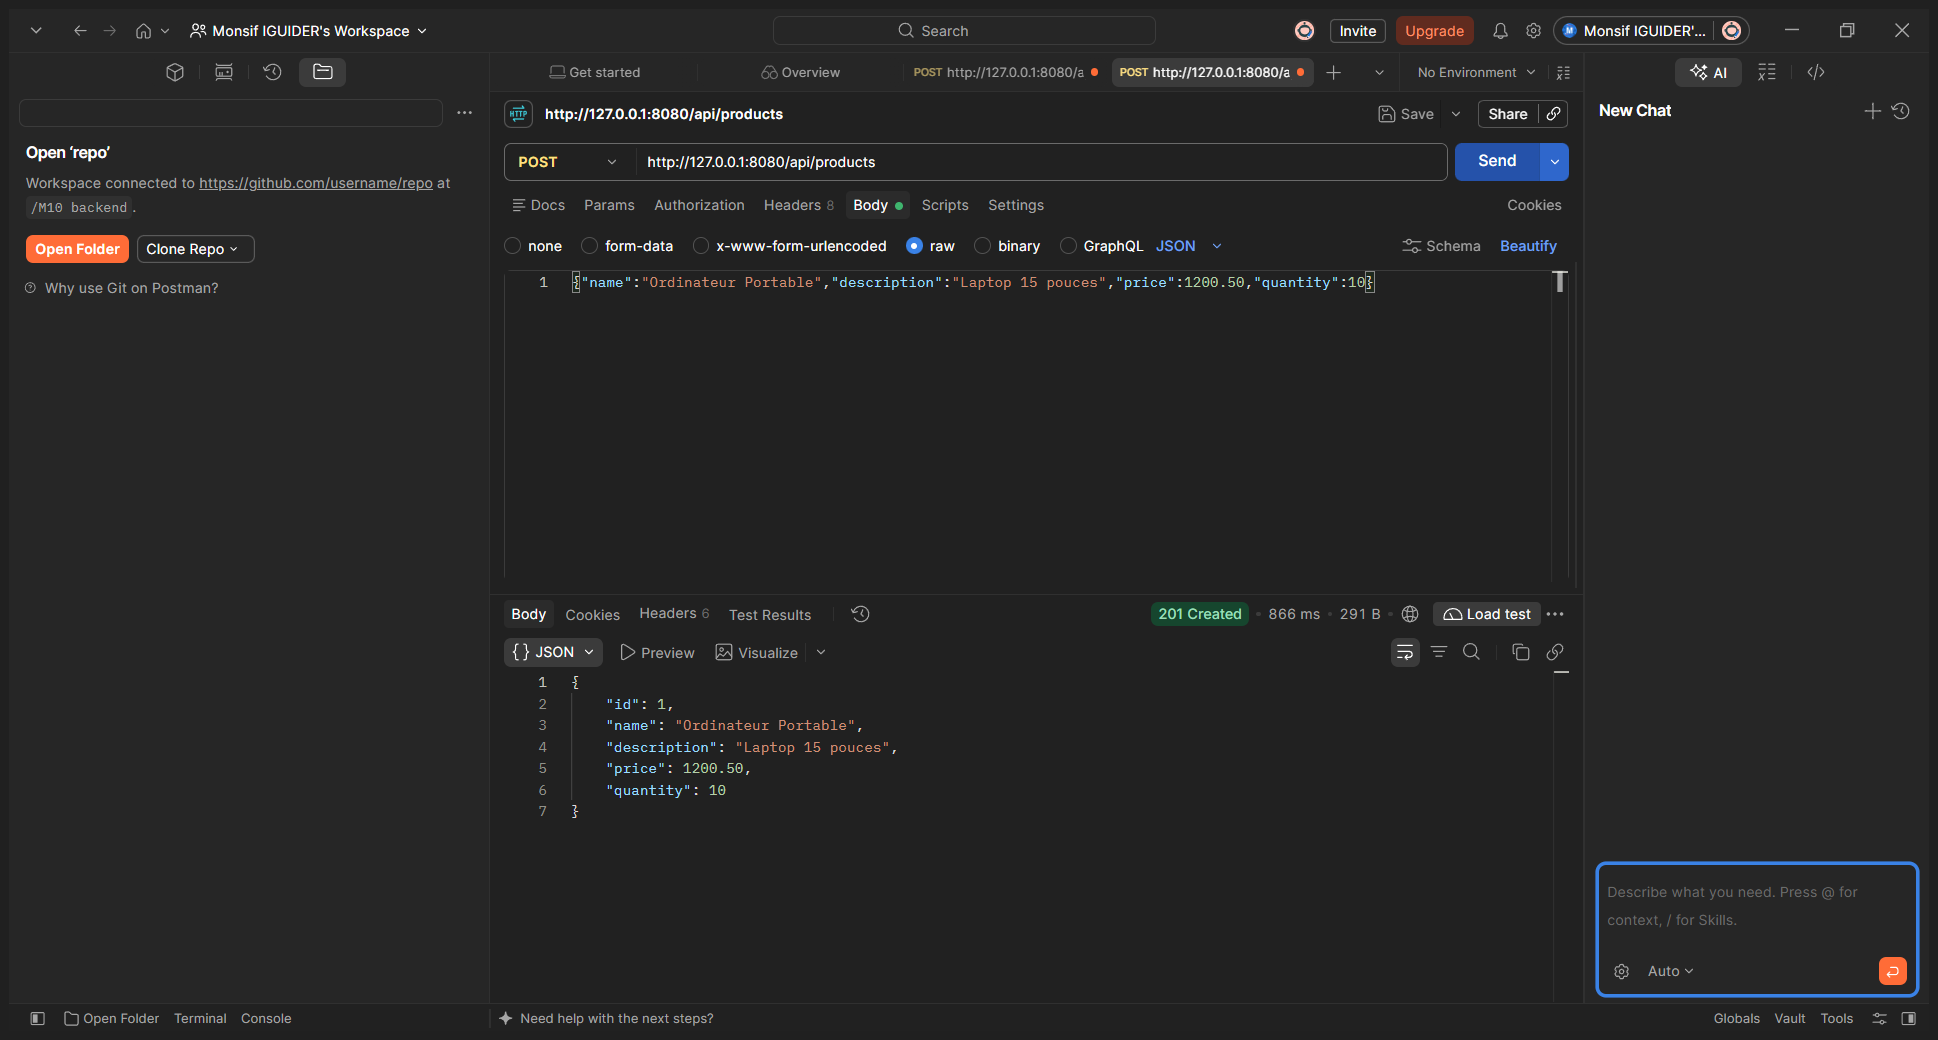 Monsif IGUIDER's Workspace
Search
Invite
Upgrade
M
Monsif IGUIDER'...
Open ‘repo’
Workspace connected to https://github.com/username/repo at
/M10 backend.
Open Folder
Clone Repo
Why use Git on Postman?
Get started
Overview
POST http://127.0.0.1:8080/a
POST http://127.0.0.1:8080/a
No Environment
HTTP
http://127.0.0.1:8080/api/products
Save
Share
POST
http://127.0.0.1:8080/api/products
Send
Docs
Params
Authorization
Headers 8
Body
Scripts
Settings
Cookies
none
form-data
x-www-form-urlencoded
raw
binary
GraphQL
JSON
Schema
Beautify
1 {"name":"Ordinateur Portable","description":"Laptop 15 pouces","price":1200.50,"quantity":10}
Body
Cookies
Headers 6
Test Results
201 Created
866 ms
291 B
Load test
{} JSON
Preview
Visualize
1 {
2 "id": 1,
3 "name": "Ordinateur Portable",
4 "description": "Laptop 15 pouces",
5 "price": 1200.50,
6 "quantity": 10
7 }
AI
New Chat
Describe what you need. Press @ for
context, / for Skills.
Auto
Open Folder
Terminal
Console
Need help with the next steps?
Globals
Vault
Tools